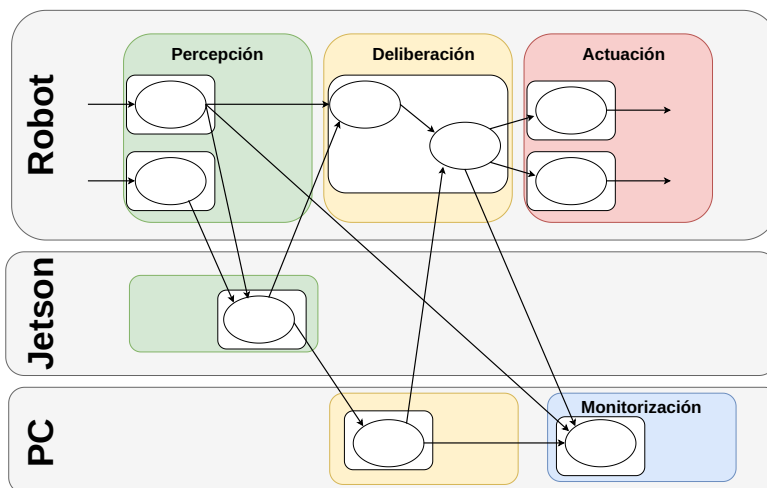 Percepción
Deliberación
Actuación
Robot
Jetson
Monitorización
PC